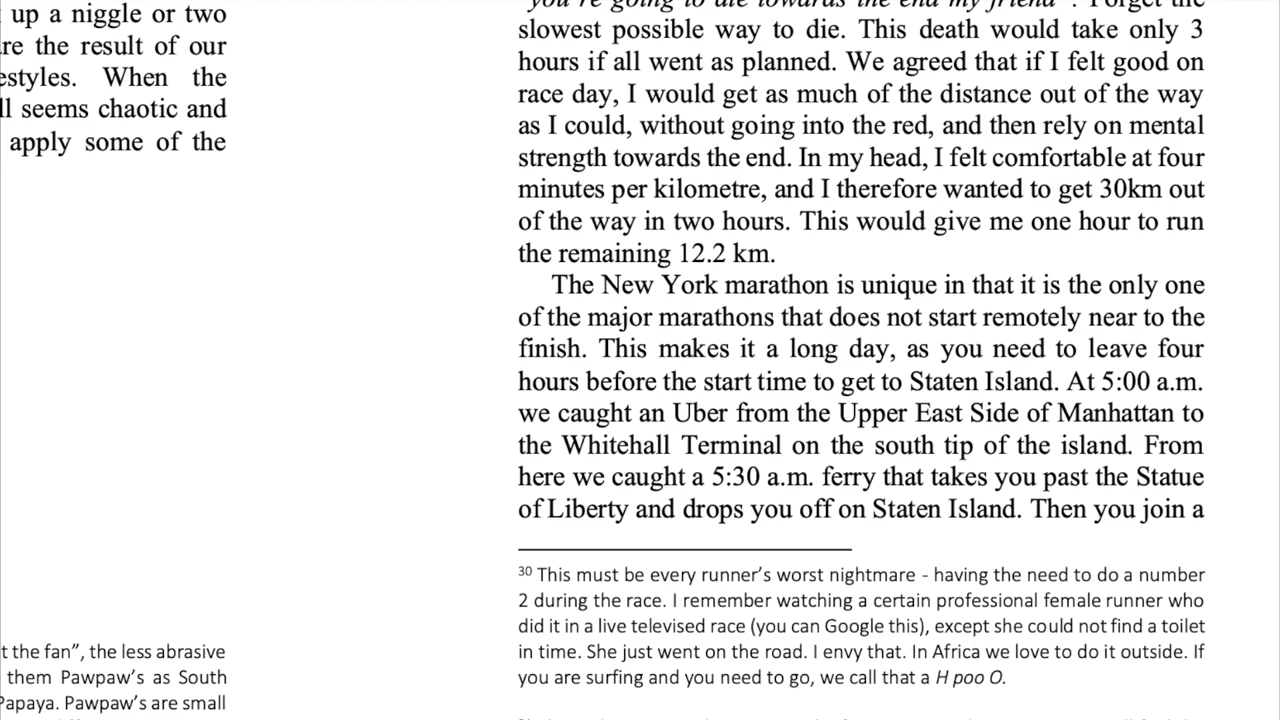 up a niggle or two
re the result of our
estyles. When the
ll seems chaotic and
apply some of the
t the fan”, the less abrasive
them Pawpaw’s as South
Papaya. Pawpaw’s are small
you're going to die towards the end my friend”. Forget the
slowest possible way to die. This death would take only 3
hours if all went as planned. We agreed that if I felt good on
race day, I would get as much of the distance out of the way
as I could, without going into the red, and then rely on mental
strength towards the end. In my head, I felt comfortable at four
minutes per kilometre, and I therefore wanted to get 30km out
of the way in two hours. This would give me one hour to run
the remaining 12.2 km.
The New York marathon is unique in that it is the only one
of the major marathons that does not start remotely near to the
finish. This makes it a long day, as you need to leave four
hours before the start time to get to Staten Island. At 5:00 a.m.
we caught an Uber from the Upper East Side of Manhattan to
the Whitehall Terminal on the south tip of the island. From
here we caught a 5:30 a.m. ferry that takes you past the Statue
of Liberty and drops you off on Staten Island. Then you join a
30 This must be every runner’s worst nightmare - having the need to do a number
2 during the race. I remember watching a certain professional female runner who
did it in a live televised race (you can Google this), except she could not find a toilet
in time. She just went on the road. I envy that. In Africa we love to do it outside. If
you are surfing and you need to go, we call that a H poo O.